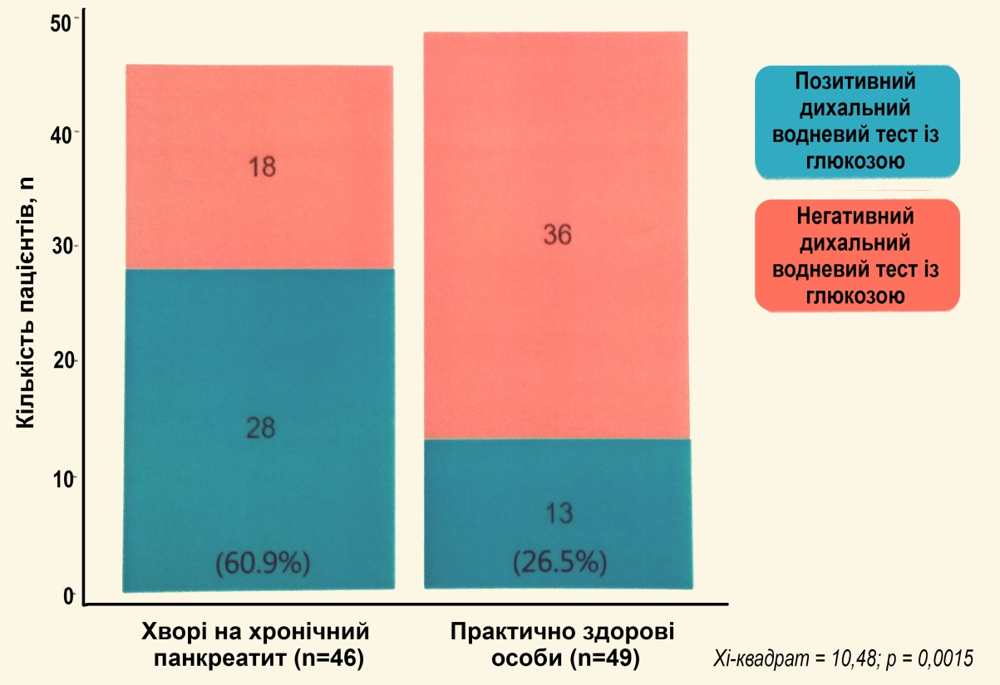 Кількість пацієнтів, n
50
40
30
20
10
0
18
28
(60.9%)
36
13
(26.5%)
Хворі на хронічний
панкреатит (n=46)
Практично здорові
особи (n=49)
Позитивний
дихальний
водневий тест із
глюкозою
Негативний
дихальний
водневий тест із
глюкозою
Хі-квадрат = 10,48; p = 0,0015